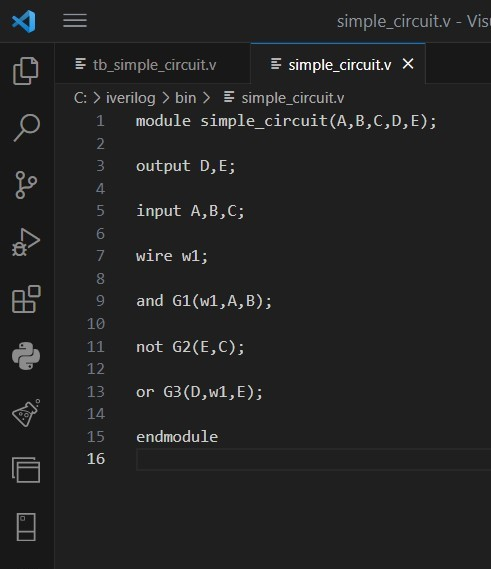 simple_circuit.v - Visu
tb_simple_circuit.v simple_circuit.v
C: > iverilog > bin > simple_circuit.v
1 module simple_circuit(A,B,C,D,E);
2
3 output D,E;
4
5 input A,B,C;
6
7 wire w1;
8
9 and G1(w1,A,B);
10
11 not G2(E,C);
12
13 or G3(D,w1,E);
14
15 endmodule
16